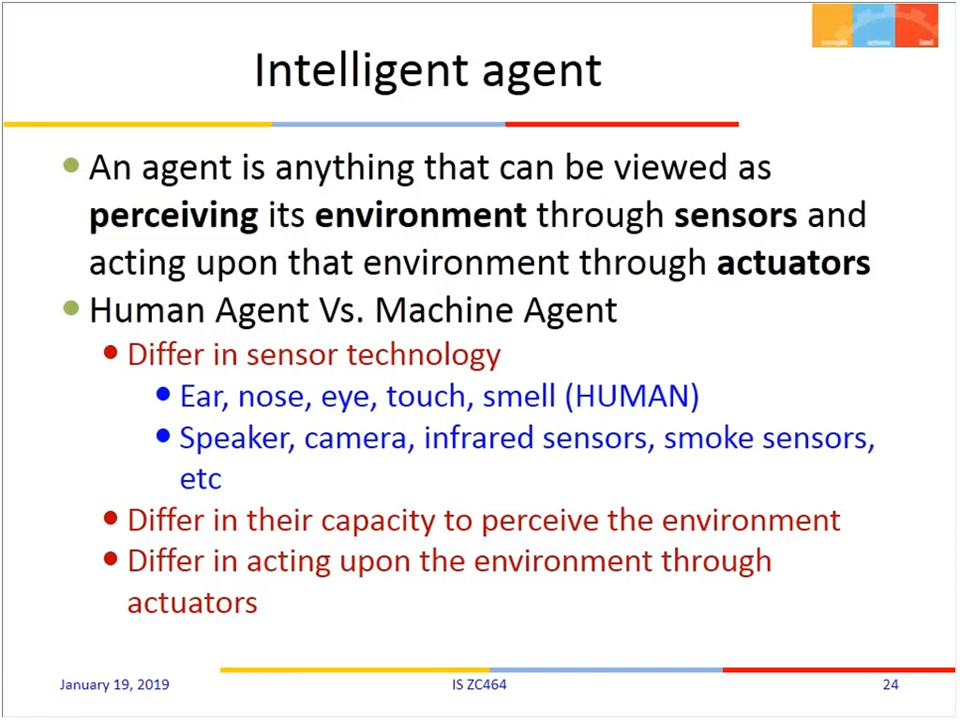 innovate achieve lead
Intelligent agent
• An agent is anything that can be viewed as
perceiving its environment through sensors and
acting upon that environment through actuators
• Human Agent Vs. Machine Agent
• Differ in sensor technology
• Ear, nose, eye, touch, smell (HUMAN)
• Speaker, camera, infrared sensors, smoke sensors,
etc
• Differ in their capacity to perceive the environment
• Differ in acting upon the environment through
actuators
January 19, 2019 IS ZC464 24